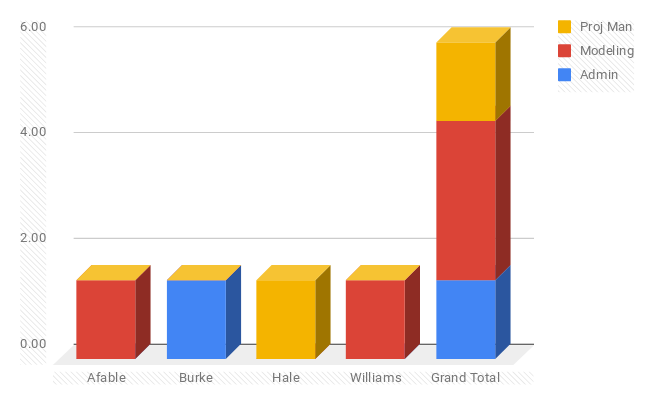 6.00
4.00
2.00
0.00
Proj Man
Modeling
Admin
Afable Burke Hale Williams Grand Total